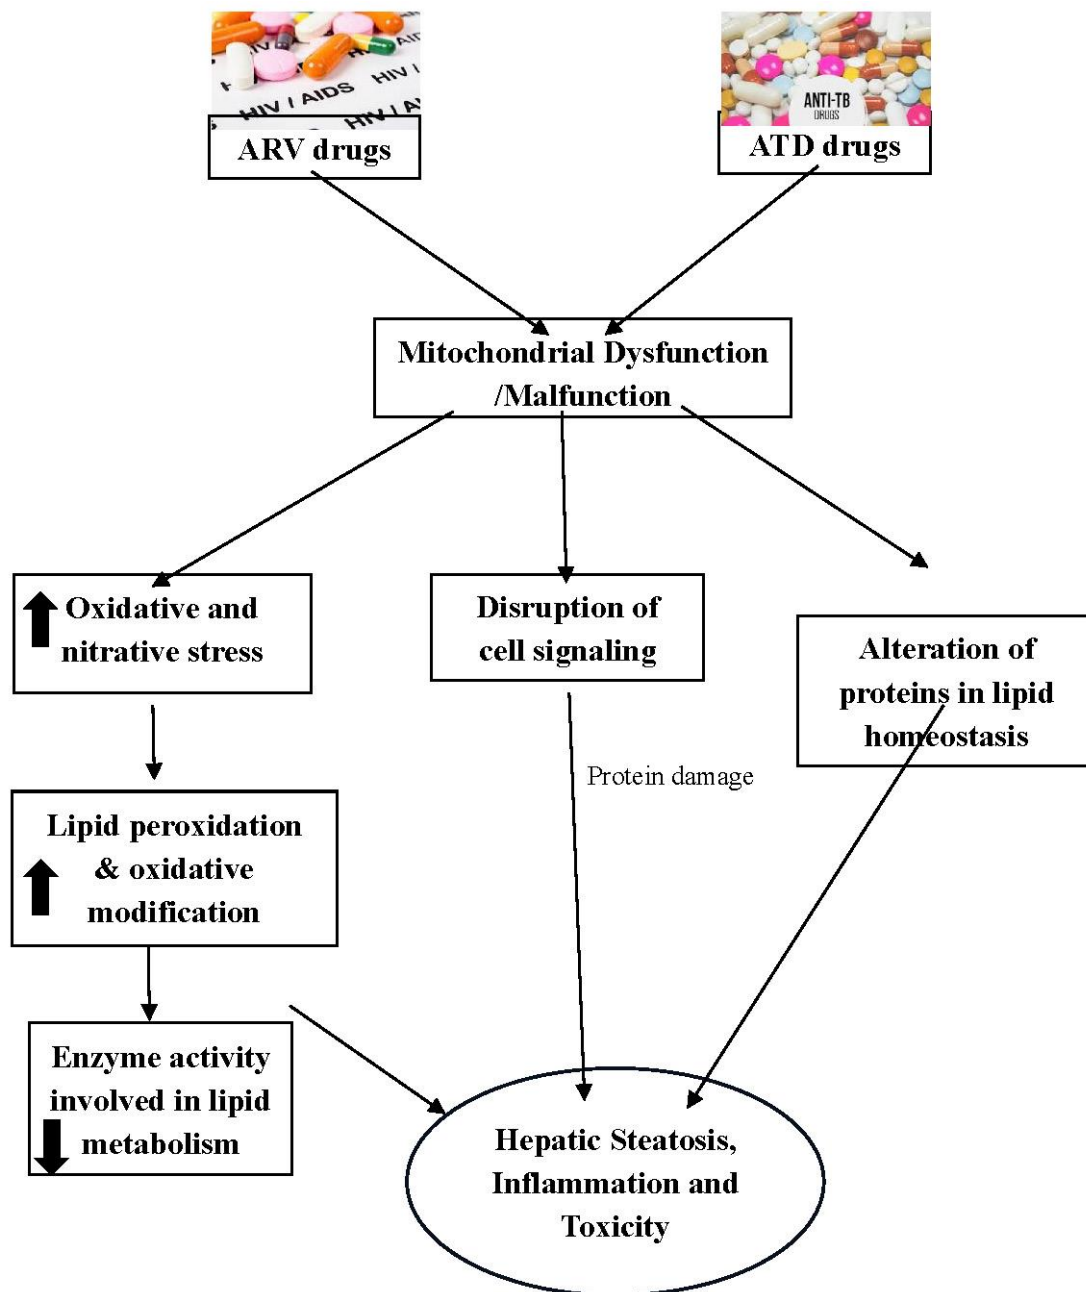 HIV / AIDS
HIV / AIDS
ANTI-TB
DRUGS
ARV drugs
ATD drugs
Mitochondrial Dysfunction
/Malfunction
Oxidative and
nitrative stress
Disruption of
cell signaling
Alteration of
proteins in lipid
homeostasis
Protein damage
Lipid peroxidation
& oxidative
modification
Enzyme activity
involved in lipid
metabolism
Hepatic Steatosis,
Inflammation and
Toxicity